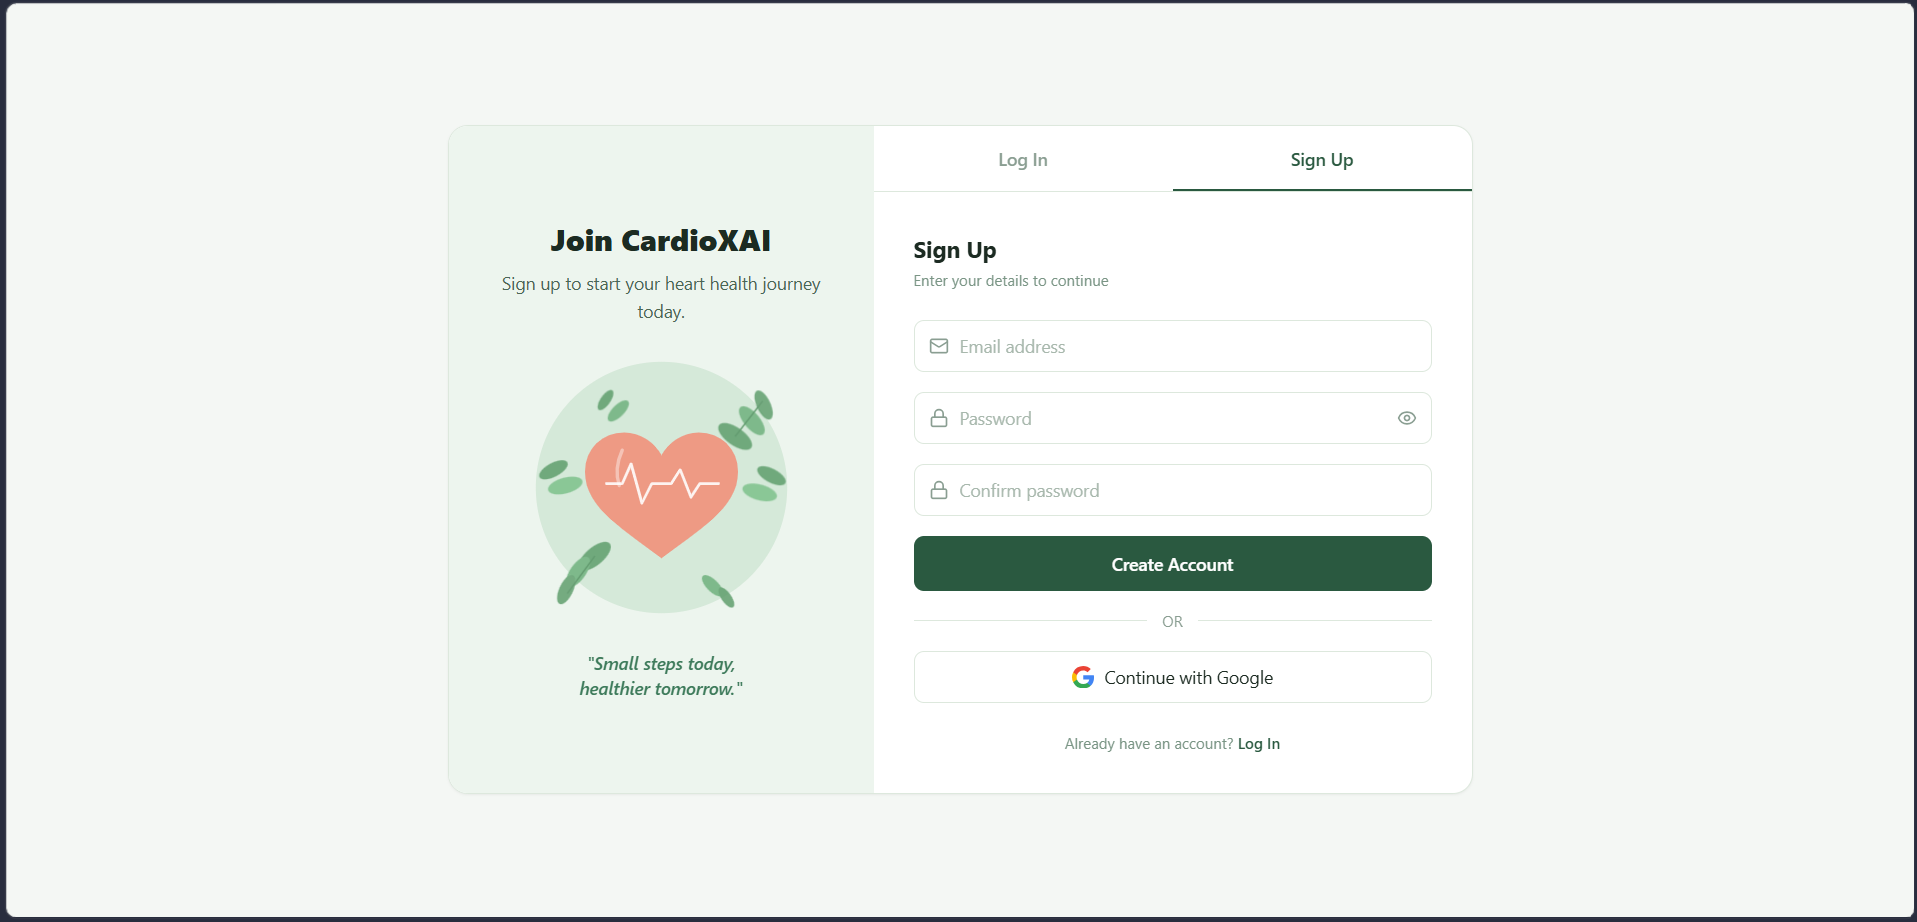 Join CardioXAI
Sign up to start your heart health journey
today.
"Small steps today,
healthier tomorrow."
Log In
Sign Up
Sign Up
Enter your details to continue
Email address
Password
Confirm password
Create Account
OR
Continue with Google
Already have an account? Log In